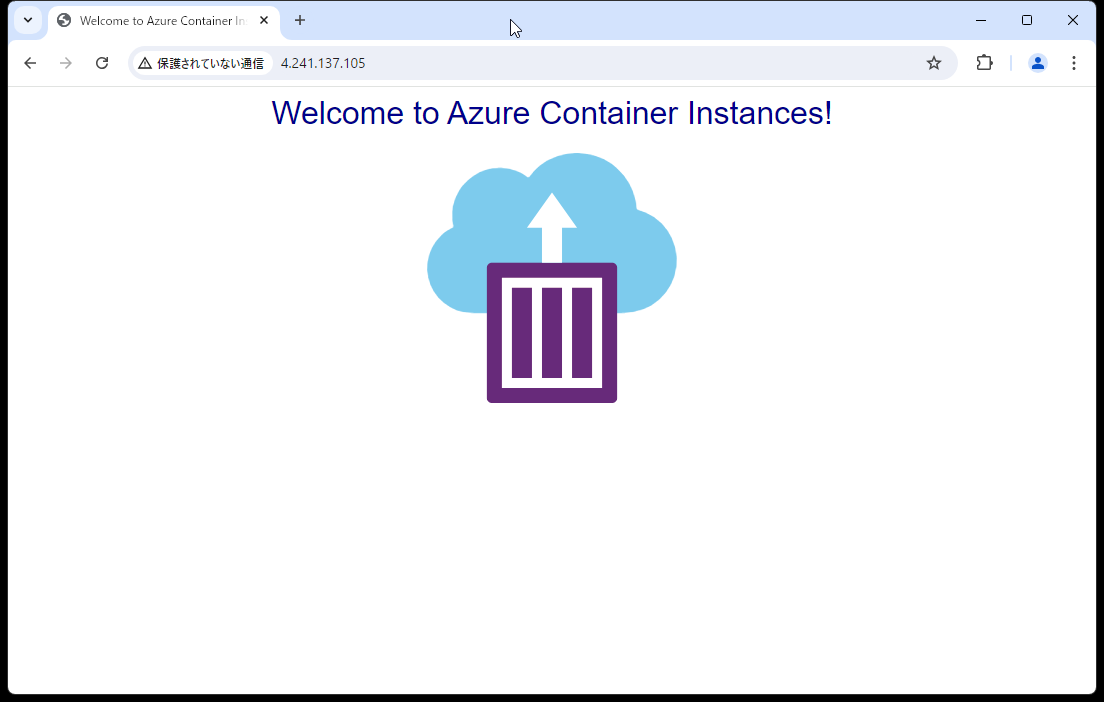 Welcome to Azure Container In
保護されていない通信
4.241.137.105
Welcome to Azure Container Instances!